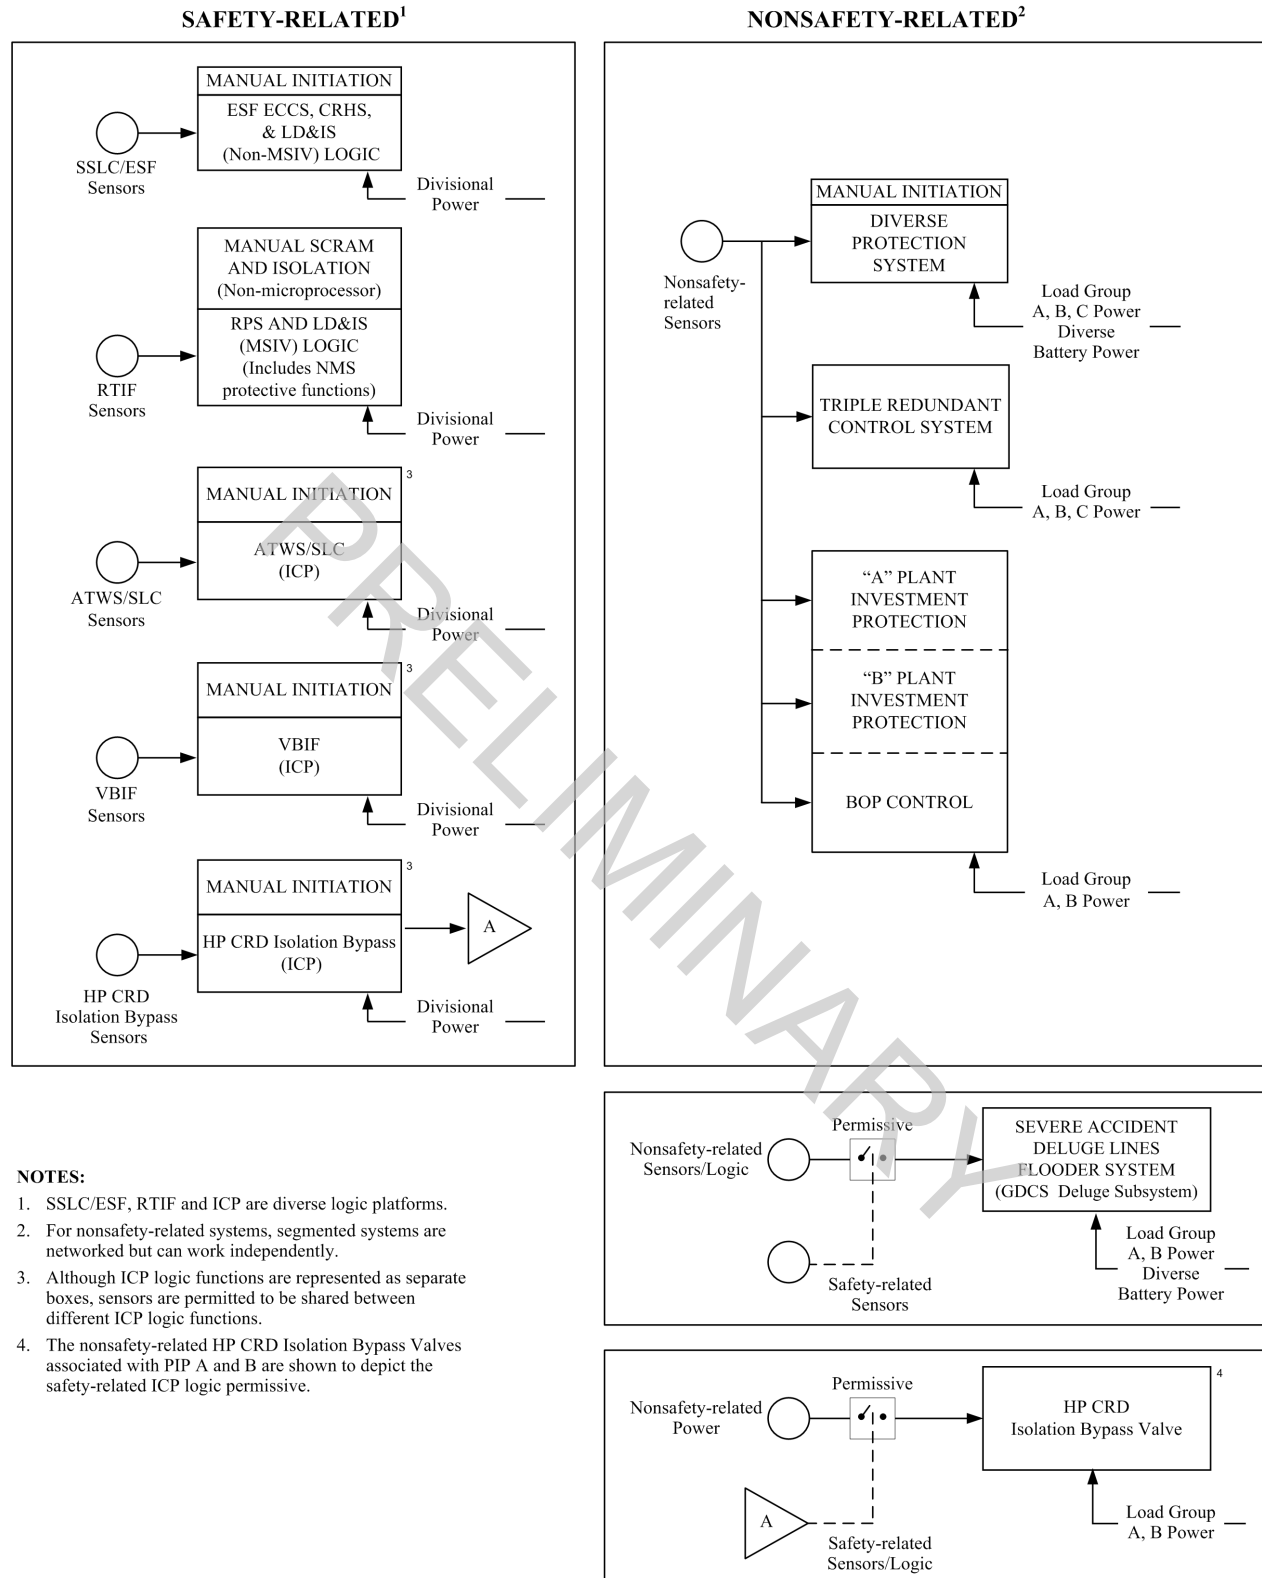 SAFETY-RELATED1
MANUAL INITIATION
ESF ECCS, CRHS,
& LD&IS
(Non-MSIV) LOGIC
SSLC/ESF
Sensors
Divisional
Power
MANUAL SCRAM
AND ISOLATION
(Non-microprocessor)
RPS AND LD&IS
(MSIV) LOGIC
(Includes NMS
protective functions)
RTIF
Sensors
Divisional
Power
3
MANUAL INITIATION
ATWS/SLC
(ICP)
ATWS/SLC
Sensors
Divisional
Power
3
MANUAL INITIATION
VBIF
(ICP)
VBIF
Sensors
Divisional
Power
3
MANUAL INITIATION
HP CRD Isolation Bypass
(ICP)
A
HP CRD
Isolation Bypass
Sensors
Divisional
Power
NONSAFETY-RELATED2
MANUAL INITIATION
DIVERSE
PROTECTION
SYSTEM
Nonsafety-
related
Sensors
Load Group
A, B, C Power
Diverse
Battery Power
TRIPLE REDUNDANT
CONTROL SYSTEM
Load Group
A, B, C Power
“A” PLANT
INVESTMENT
PROTECTION
“B” PLANT
INVESTMENT
PROTECTION
BOP CONTROL
Load Group
A, B Power
PRELIMINARY
Permissive
Nonsafety-related
Sensors/Logic
SEVERE ACCIDENT
DELUGE LINES
FLOODER SYSTEM
(GDCS Deluge Subsystem)
Safety-related
Sensors
Load Group
A, B Power
Diverse
Battery Power
Permissive
Nonsafety-related
Power
4
HP CRD
Isolation Bypass Valve
A
Safety-related
Sensors/Logic
Load Group
A, B Power
NOTES:
1. SSLC/ESF, RTIF and ICP are diverse logic platforms.
2. For nonsafety-related systems, segmented systems are
networked but can work independently.
3. Although ICP logic functions are represented as separate
boxes, sensors are permitted to be shared between
different ICP logic functions.
4. The nonsafety-related HP CRD Isolation Bypass Valves
associated with PIP A and B are shown to depict the
safety-related ICP logic permissive.